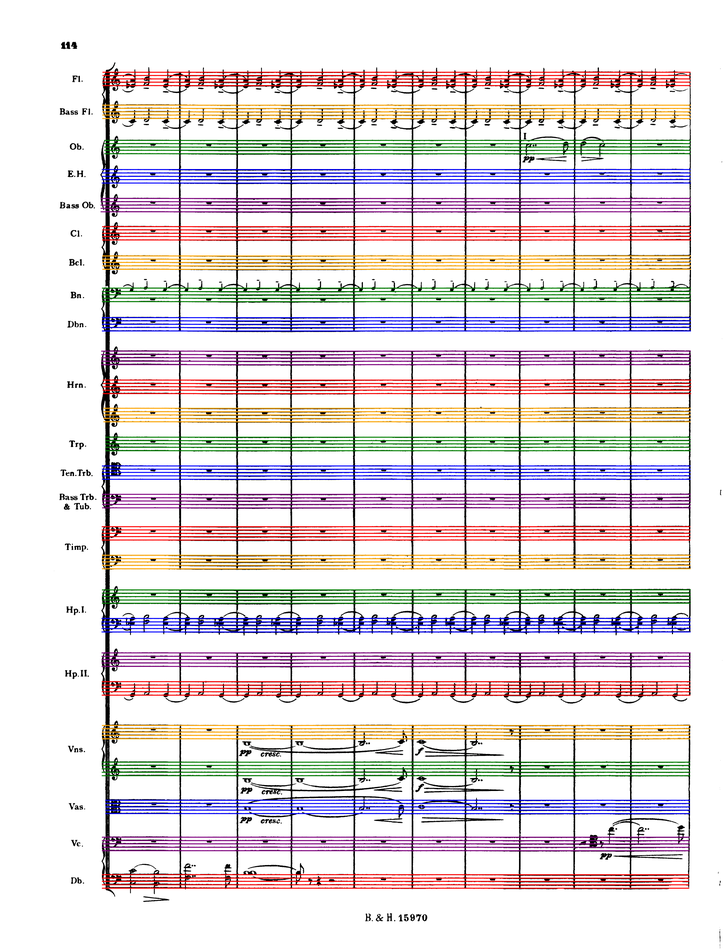 114
Fl.
Bass Fl.
I
Ob.
pp
E.H.
Bass Ob.
Cl.
Bcl.
Bn.
Dbn.
Hrn.
Trp.
Ten.Trb.
Bass Trb.
& Tub.
Timp.
Hp.I.
Hp.II.
Vns.
pp cresc. f
pp cresc. f
Vas.
pp cresc.
Vc.
pp
Db.
B. & H. 15970